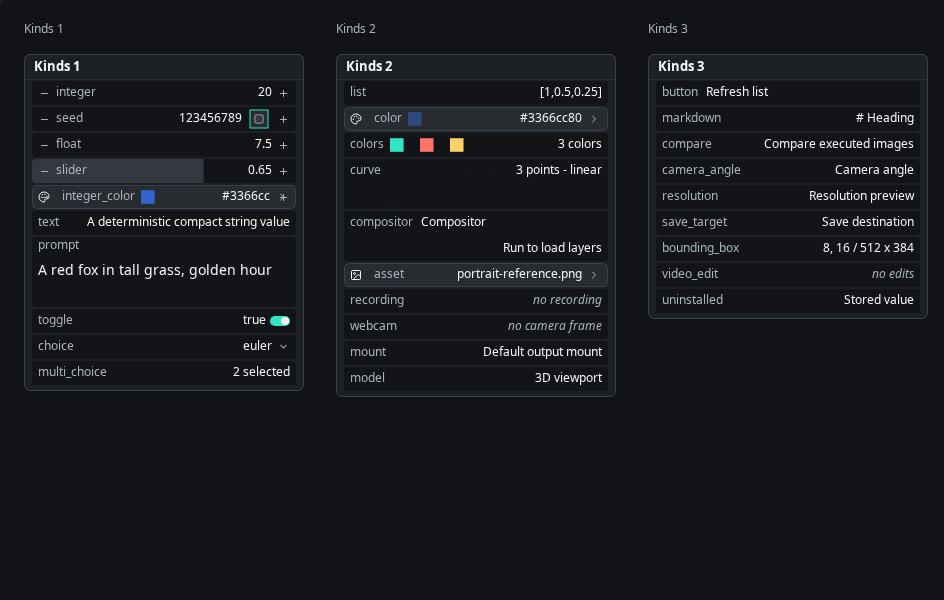 Kinds 1
Kinds 1
− integer 20 +
− seed 123456789 +
− float 7.5 +
− slider 0.65 +
integer_color #3366cc +
text A deterministic compact string value
prompt
A red fox in tall grass, golden hour
toggle true
choice euler
multi_choice 2 selected
Kinds 2
Kinds 2
list [1,0.5,0.25]
color #3366cc80
colors 3 colors
curve 3 points - linear
compositor Compositor
Run to load layers
asset portrait-reference.png
recording no recording
webcam no camera frame
mount Default output mount
model 3D viewport
Kinds 3
Kinds 3
button Refresh list
markdown # Heading
compare Compare executed images
camera_angle Camera angle
resolution Resolution preview
save_target Save destination
bounding_box 8, 16 / 512 x 384
video_edit no edits
uninstalled Stored value